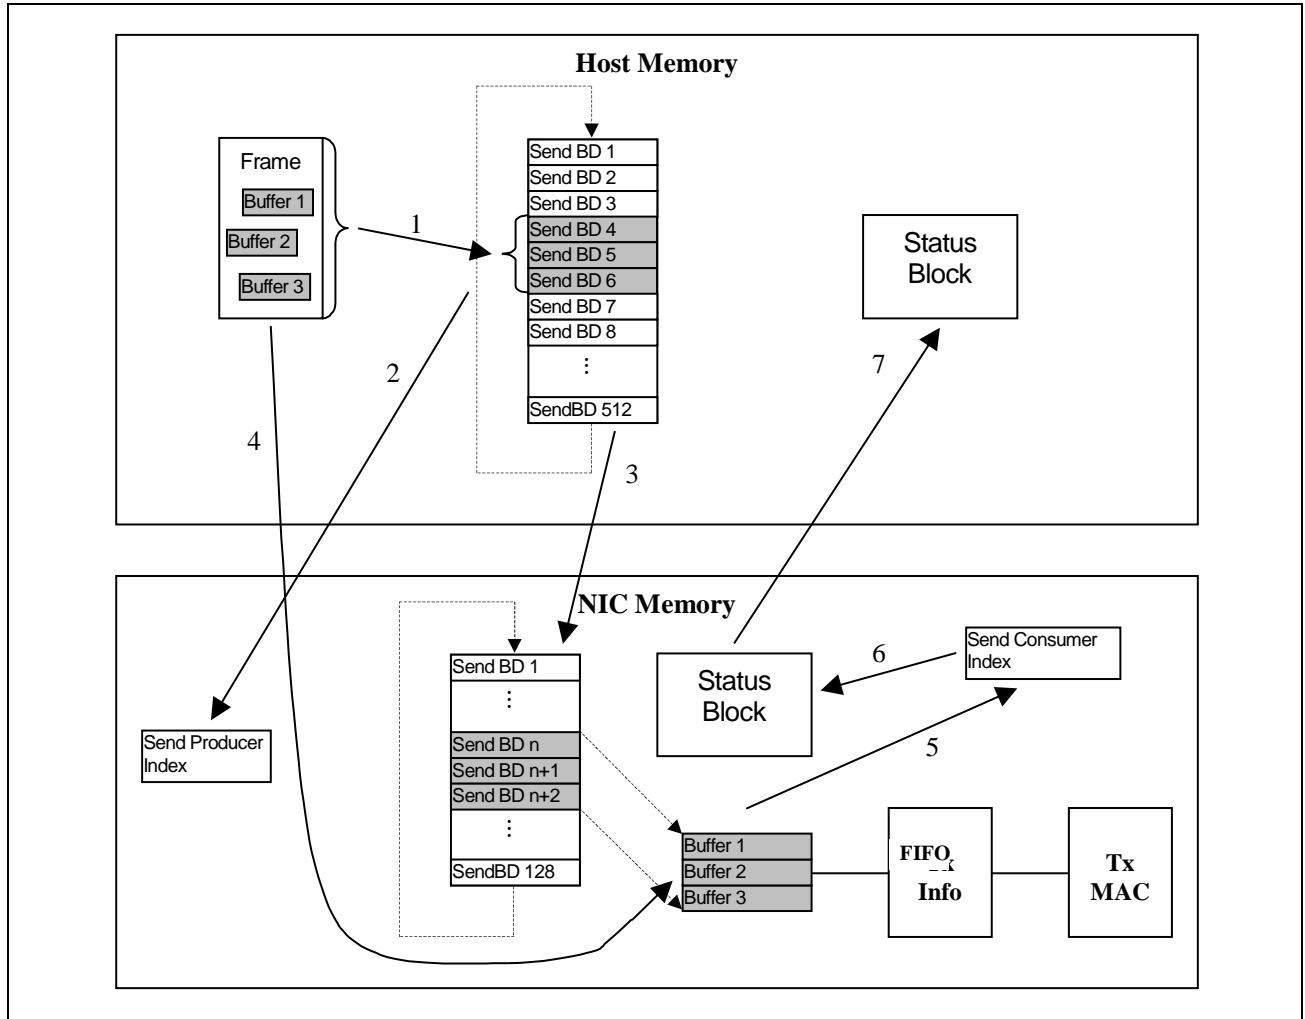 Host Memory
Frame
Buffer 1
Buffer 2
Buffer 3
1
Send BD 1
Send BD 2
Send BD 3
Send BD 4
Send BD 5
Send BD 6
Send BD 7
Send BD 8
⋮
SendBD 512
Status
Block
2
4
3
7
NIC Memory
Send BD 1
⋮
Send BD n
Send BD n+1
Send BD n+2
⋮
SendBD 128
Send Producer
Index
Status
Block
6
Send Consumer
Index
5
Buffer 1
Buffer 2
Buffer 3
FIFO
Info
Tx
MAC